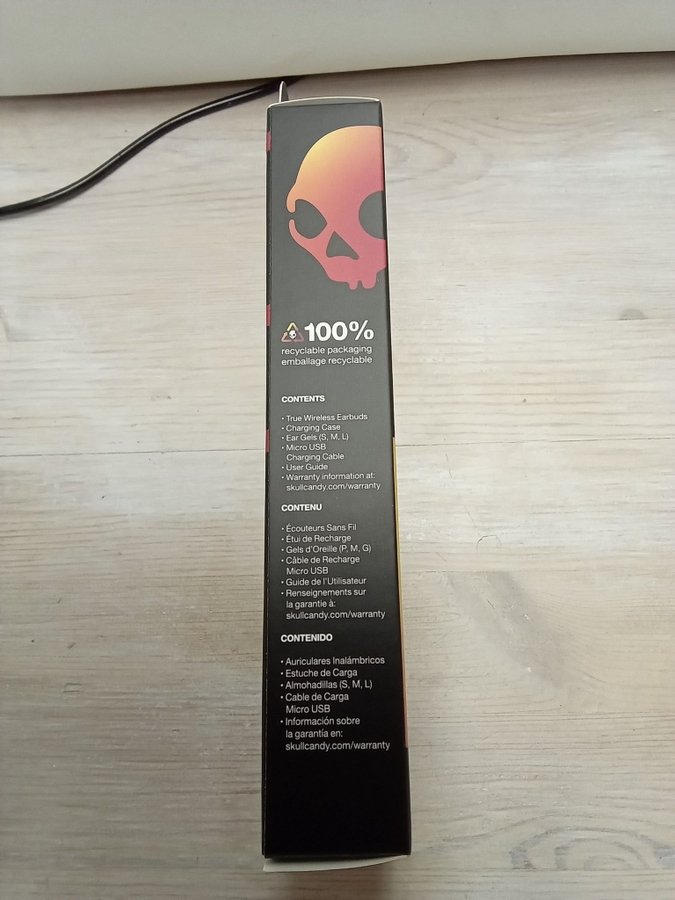 100%
recyclable packaging
emballage recyclable
CONTENTS
• True Wireless Earbuds
• Charging Case
• Ear Gels (S, M, L)
• Micro USB
Charging Cable
• User Guide
• Warranty information at:
skullcandy.com/warranty
CONTENU
• Écouteurs Sans Fil
• Étui de Recharge
• Gels d'Oreille (P, M, G)
• Câble de Recharge
Micro USB
• Guide de l'Utilisateur
• Renseignements sur
la garantie à:
skullcandy.com/warranty
CONTENIDO
• Auriculares Inalámbricos
• Estuche de Carga
• Almohadillas (S, M, L)
• Cable de Carga
Micro USB
• Información sobre
la garantía en:
skullcandy.com/warranty